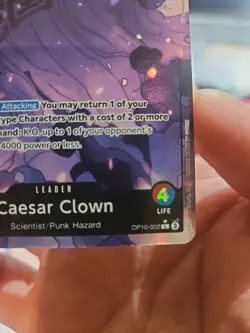 Attacking You may return 1 of your
type Characters with a cost of 2 or more
hand: K.O. up to 1 of your opponent's
4000 power or less.
LEADER
Caesar Clown
4
LIFE
Scientist/Punk Hazard
OP10-002 L
3